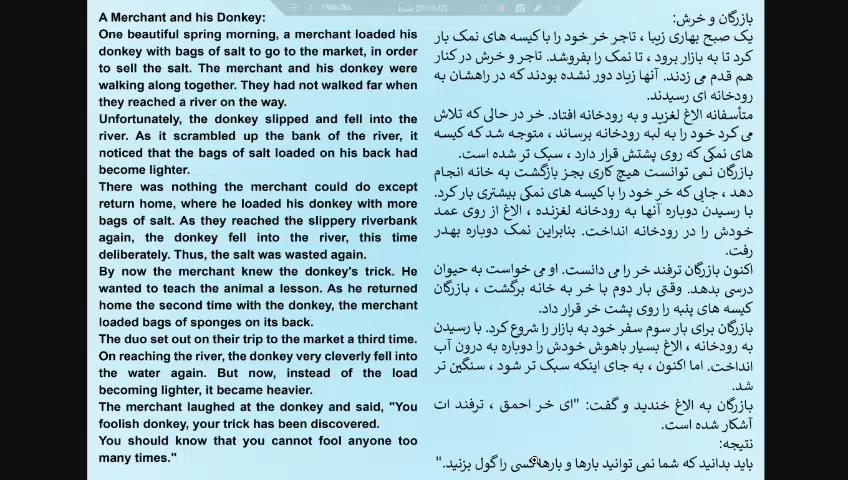 1366x768
00:11:12
ضبط
A Merchant and his Donkey:
One beautiful spring morning, a merchant loaded his
donkey with bags of salt to go to the market, in order
to sell the salt. The merchant and his donkey were
walking along together. They had not walked far when
they reached a river on the way.
Unfortunately, the donkey slipped and fell into the
river. As it scrambled up the bank of the river, it
noticed that the bags of salt loaded on his back had
become lighter.
There was nothing the merchant could do except
return home, where he loaded his donkey with more
bags of salt. As they reached the slippery riverbank
again, the donkey fell into the river, this time
deliberately. Thus, the salt was wasted again.
By now the merchant knew the donkey's trick. He
wanted to teach the animal a lesson. As he returned
home the second time with the donkey, the merchant
loaded bags of sponges on its back.
The duo set out on their trip to the market a third time.
On reaching the river, the donkey very cleverly fell into
the water again. But now, instead of the load
becoming lighter, it became heavier.
The merchant laughed at the donkey and said, "You
foolish donkey, your trick has been discovered.
You should know that you cannot fool anyone too
many times."
بازرگان و خرش:
یک صبح بهاری زیبا ، تاجر خر خود را با کیسه های نمک بار
کرد تا به بازار برود ، تا نمک را بفروشد. تاجر و خرش در کنار
هم قدم می زدند. آنها زیاد دور نشده بودند که در راهشان به
رودخانه ای رسیدند.
متأسفانه الاغ لغزید و به رودخانه افتاد. خر در حالی که تلاش
می کرد خود را به لبه رودخانه برساند ، متوجه شد که کیسه
های نمکی که روی پشتش قرار دارد ، سبک تر شده است.
بازرگان نمی توانست هیچ کاری بجز بازگشت به خانه انجام
دهد ، جایی که خر خود را با کیسه های نمکی بیشتری بار کرد.
با رسیدن دوباره آنها به رودخانه لغزنده ، الاغ از روی عمد
خودش را در رودخانه انداخت. بنابراین نمک دوباره بهدر
رفت.
اکنون بازرگان ترفند خر را می دانست. او می خواست به حیوان
درسی بدهد. وقتی بار دوم با خر به خانه برگشت ، بازرگان
کیسه های پنبه را روی پشت خر قرار داد.
بازرگان برای بار سوم سفر خود به بازار را شروع کرد. با رسیدن
به رودخانه ، الاغ بسیار باهوش خودش را دوباره به درون آب
انداخت. اما اکنون ، به جای اینکه سبک تر شود ، سنگین تر
شد.
بازرگان به الاغ خندید و گفت: "ای خر احمق ، ترفند ات
آشکار شده است.
نتیجه:
باید بدانید که شما نمی توانید بارها و بارها کسی را گول بزنید."